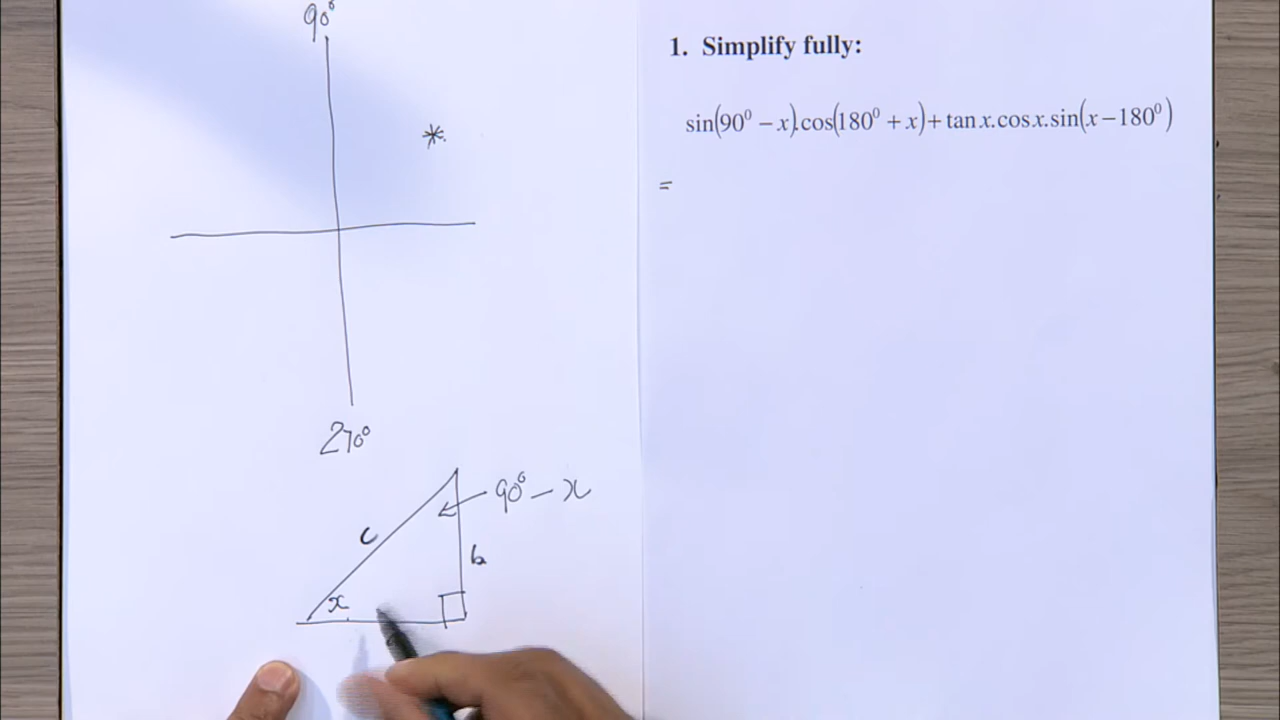 90°
*
270°
90° – x
c
b
x
1. Simplify fully:
sin(90° – x).cos(180° + x) + tan x.cos x.sin(x – 180°)
=